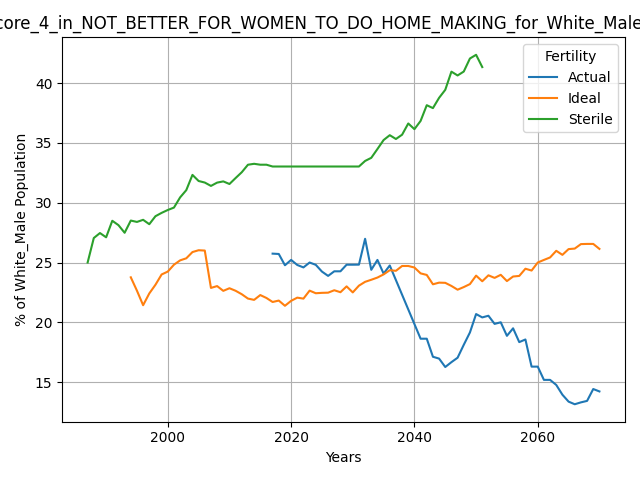 core_4_in_NOT_BETTER_FOR_WOMEN_TO_DO_HOME_MAKING_for_White_Male
Fertility
Actual
Ideal
Sterile
% of White_Male Population
40
35
30
25
20
15
2000
2020
2040
2060
Years